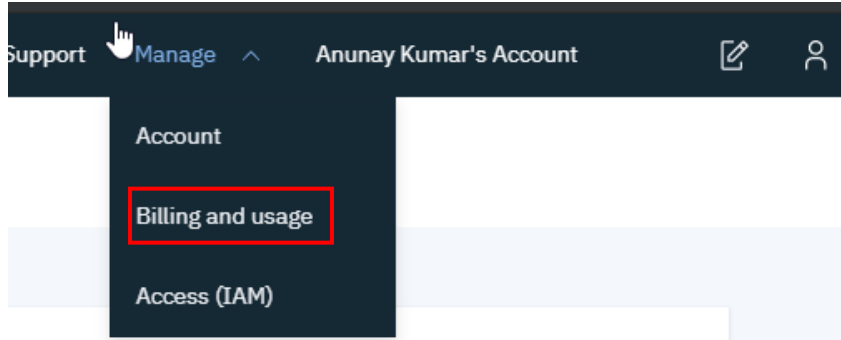 Support Manage Anunay Kumar's Account
Account
Billing and usage
Access (IAM)